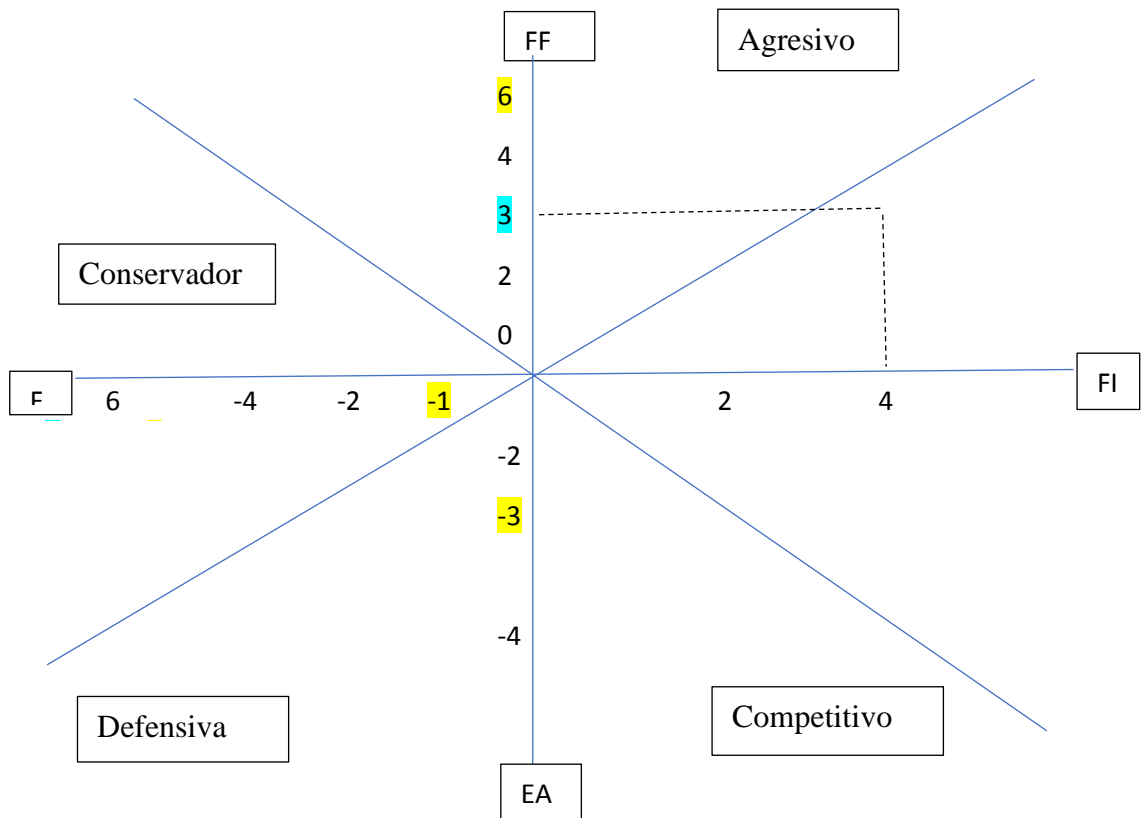 FF
Agresivo
6
4
3
2
0
Conservador
FI
6 -4 -2 -1 2 4
-2
-3
-4
Defensiva
Competitivo
EA